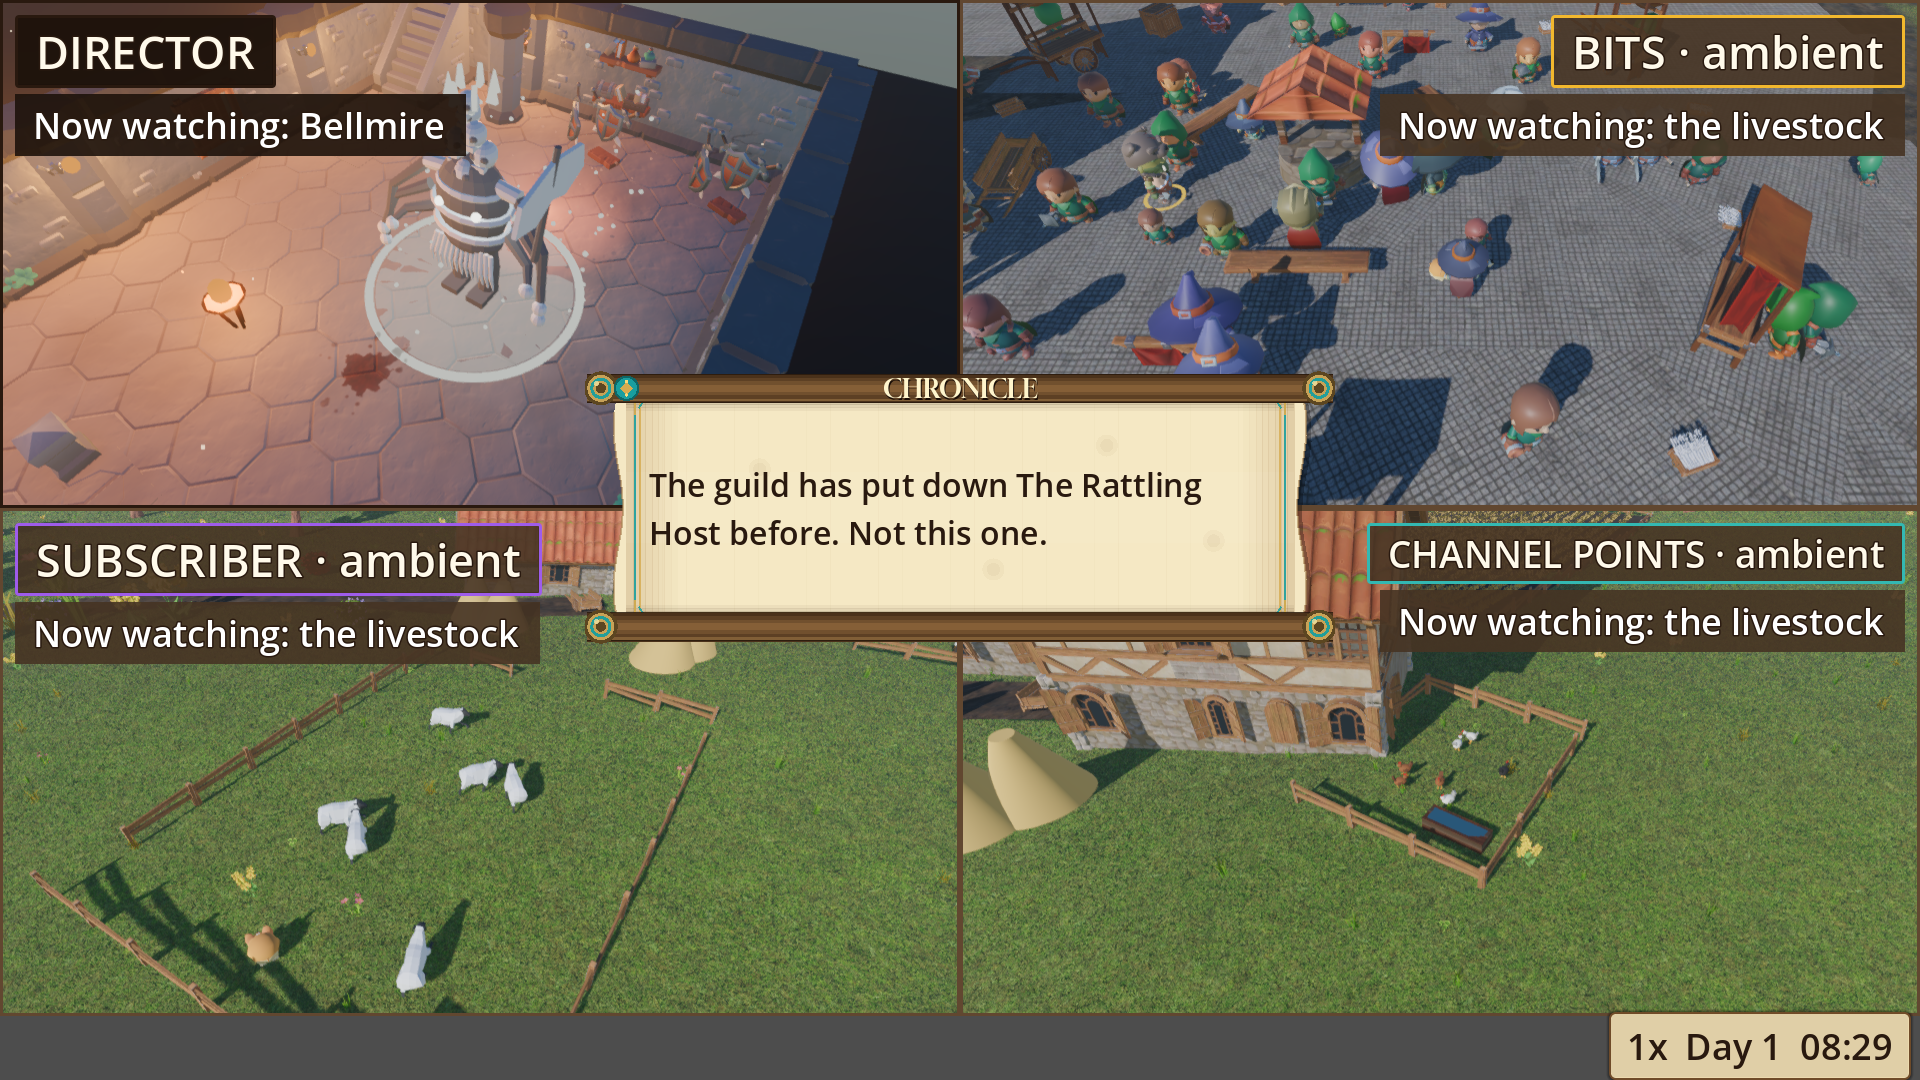 DIRECTOR
Now watching: Bellmire
BITS · ambient
Now watching: the livestock
CHRONICLE
The guild has put down The Rattling
Host before. Not this one.
SUBSCRIBER · ambient
Now watching: the livestock
CHANNEL POINTS · ambient
Now watching: the livestock
1x Day 1 08:29